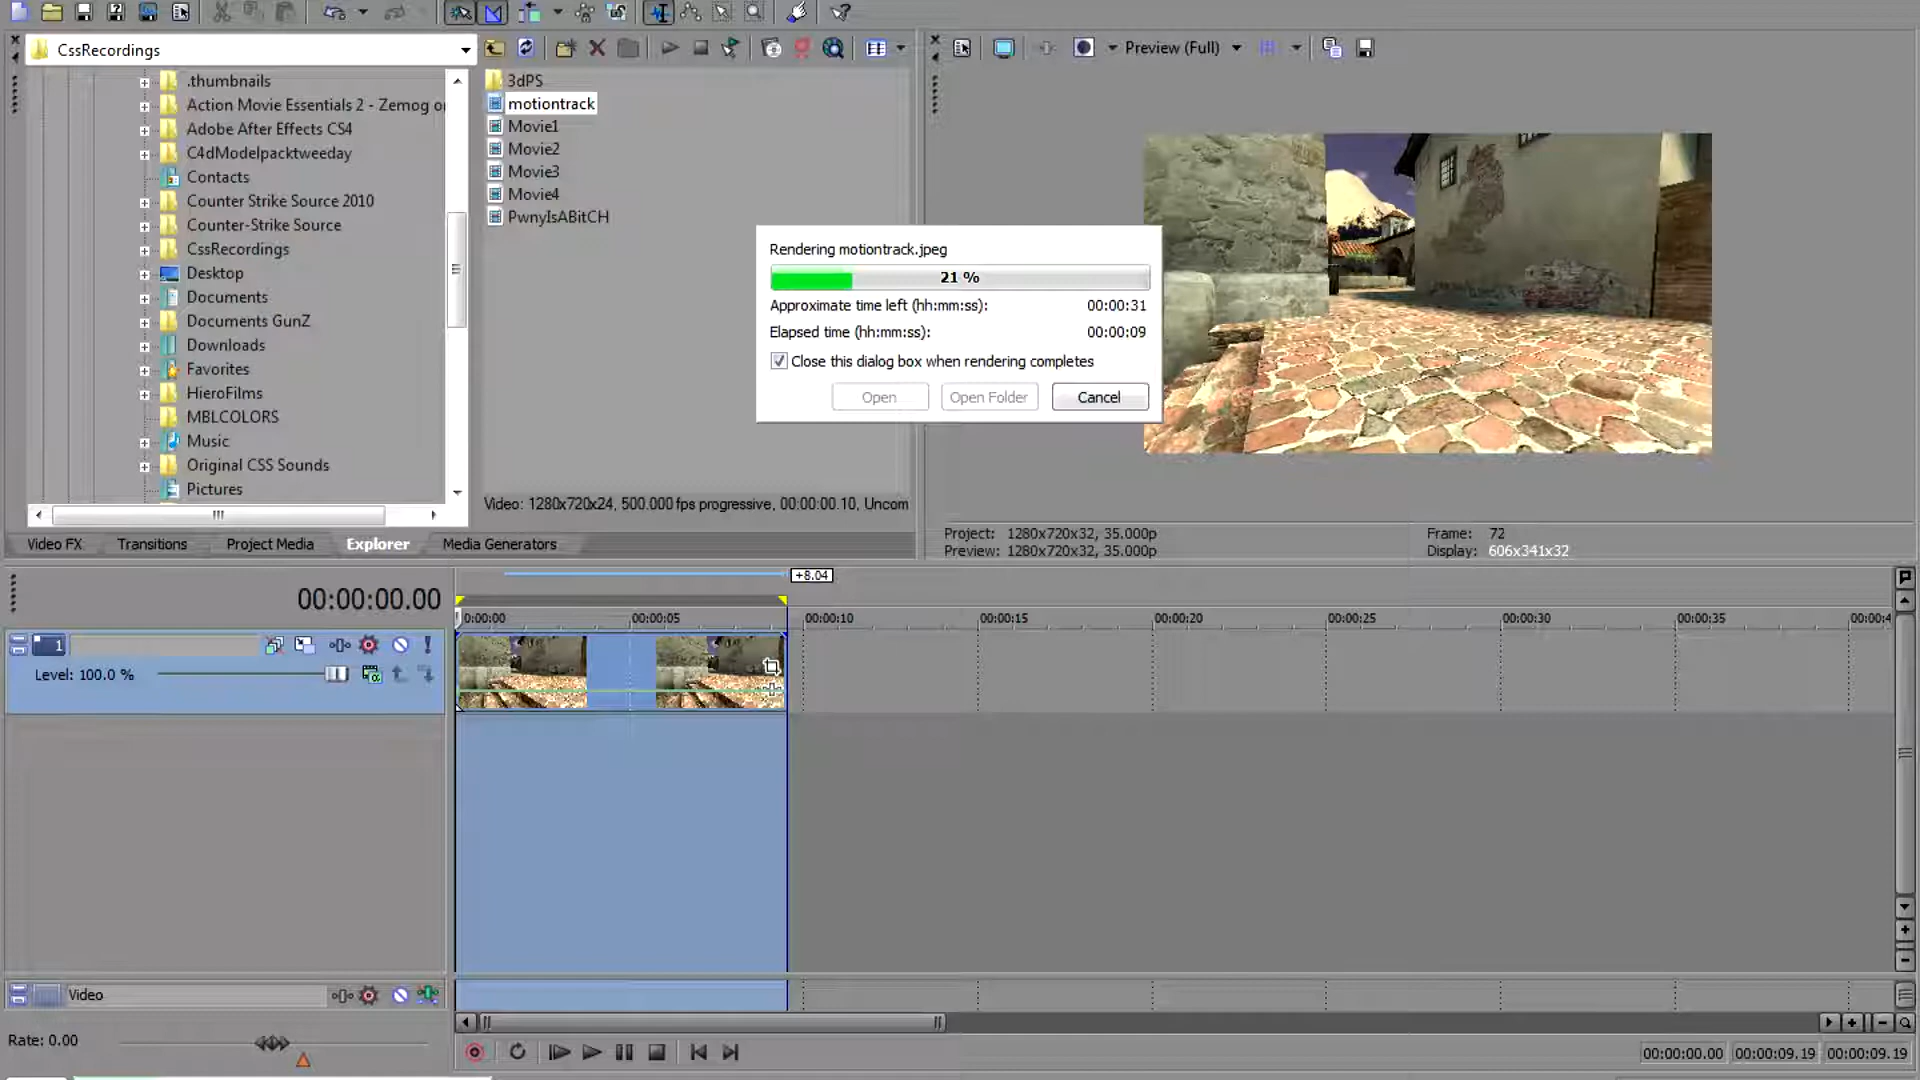 CssRecordings
Preview (Full)
.thumbnails
Action Movie Essentials 2 - Zemog o
Adobe After Effects CS4
C4dModelpacktweeday
Contacts
Counter Strike Source 2010
Counter-Strike Source
CssRecordings
Desktop
Documents
Documents GunZ
Downloads
Favorites
HieroFilms
MBLCOLORS
Music
Original CSS Sounds
Pictures
3dPS
motiontrack
Movie1
Movie2
Movie3
Movie4
PwnyIsABitCH
Video: 1280x720x24, 500.000 fps progressive, 00:00:00.10, Uncom
Rendering motiontrack.jpeg
21 %
Approximate time left (hh:mm:ss): 00:00:31
Elapsed time (hh:mm:ss): 00:00:09
Close this dialog box when rendering completes
Open Open Folder Cancel
Project: 1280x720x32, 35.000p Frame: 72
Preview: 1280x720x32, 35.000p Display: 606x341x32
Video FX Transitions Project Media Explorer Media Generators
00:00:00.00
+8.04
0:00:00 00:00:05 00:00:10 00:00:15 00:00:20 00:00:25 00:00:30 00:00:35 00:00:4
1
Level: 100.0 %
Video
Rate: 0.00
00:00:00.00 00:00:09.19 00:00:09.19